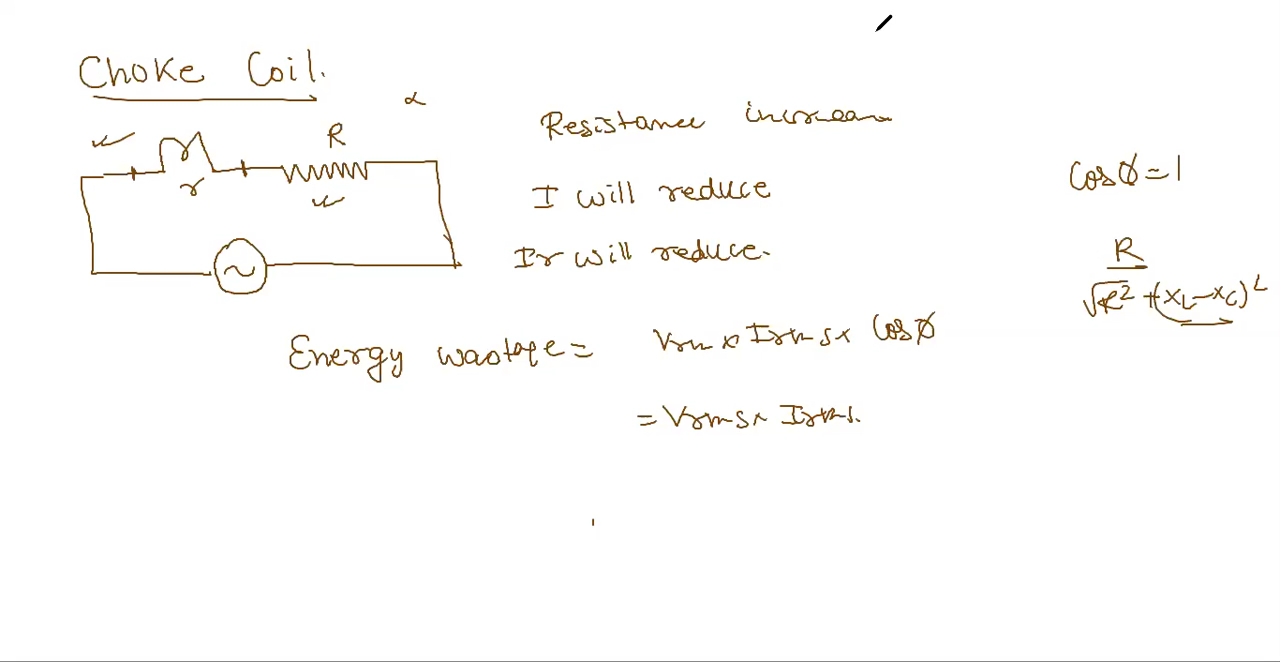 Choke Coil.
α
R
r
Resistance increase
I will reduce
Ir will reduce.
Energy wastage = Vrms x Irms x Cosϕ
= Vrms x Irms.
Cosϕ = 1
R
√R² + (XL - XC)²